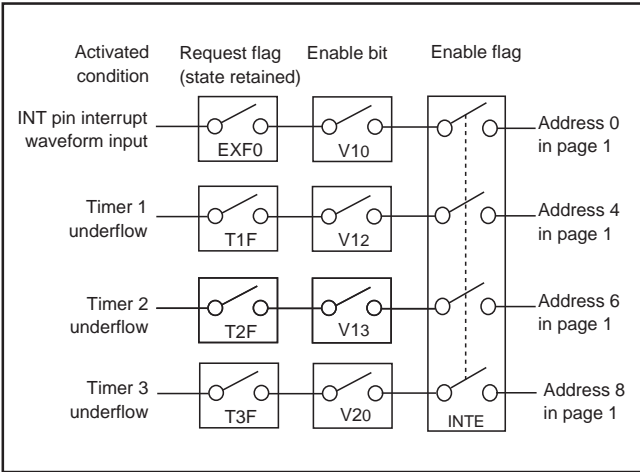 Activated condition
Request flag (state retained)
Enable bit
Enable flag
INT pin interrupt waveform input
EXF0
V10
Address 0 in page 1
Timer 1 underflow
T1F
V12
Address 4 in page 1
Timer 2 underflow
T2F
V13
Address 6 in page 1
Timer 3 underflow
T3F
V20
INTE
Address 8 in page 1